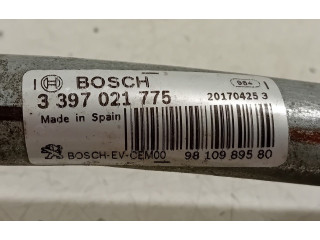 BOSCH 95+
3 397 021 775 20170425 3
Made in Spain
BOSCH-EV-CEM00 98 109 895 80